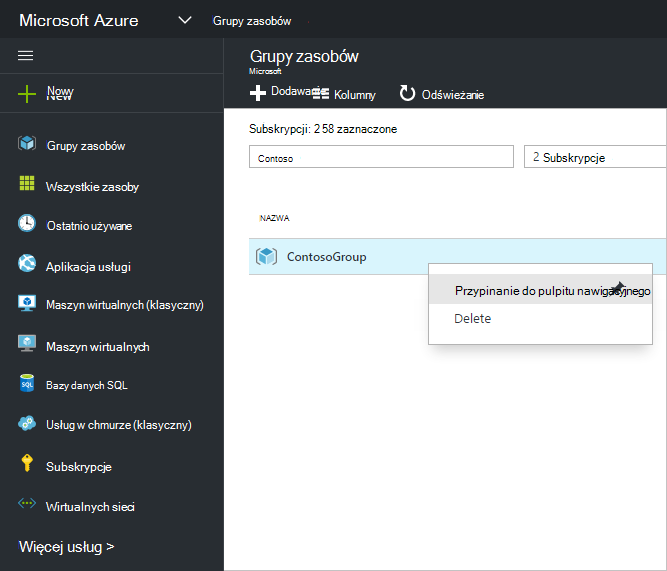 Microsoft Azure Grupy zasobów
Grupy zasobów
Microsoft
Nowy
New
Dodawanie Kolumny Odświeżanie
Subskrypcji: 2 58 zaznaczone
Grupy zasobów
Contoso 2 Subskrypcje
Wszystkie zasoby
Ostatnio używane
NAZWA
Aplikacja usługi
ContosoGroup
Maszyn wirtualnych (klasyczny)
Przypinanie do pulpitu nawigacyjnego
Delete
Maszyn wirtualnych
Bazy danych SQL
Usług w chmurze (klasyczny)
Subskrypcje
Wirtualnych sieci
Więcej usług >